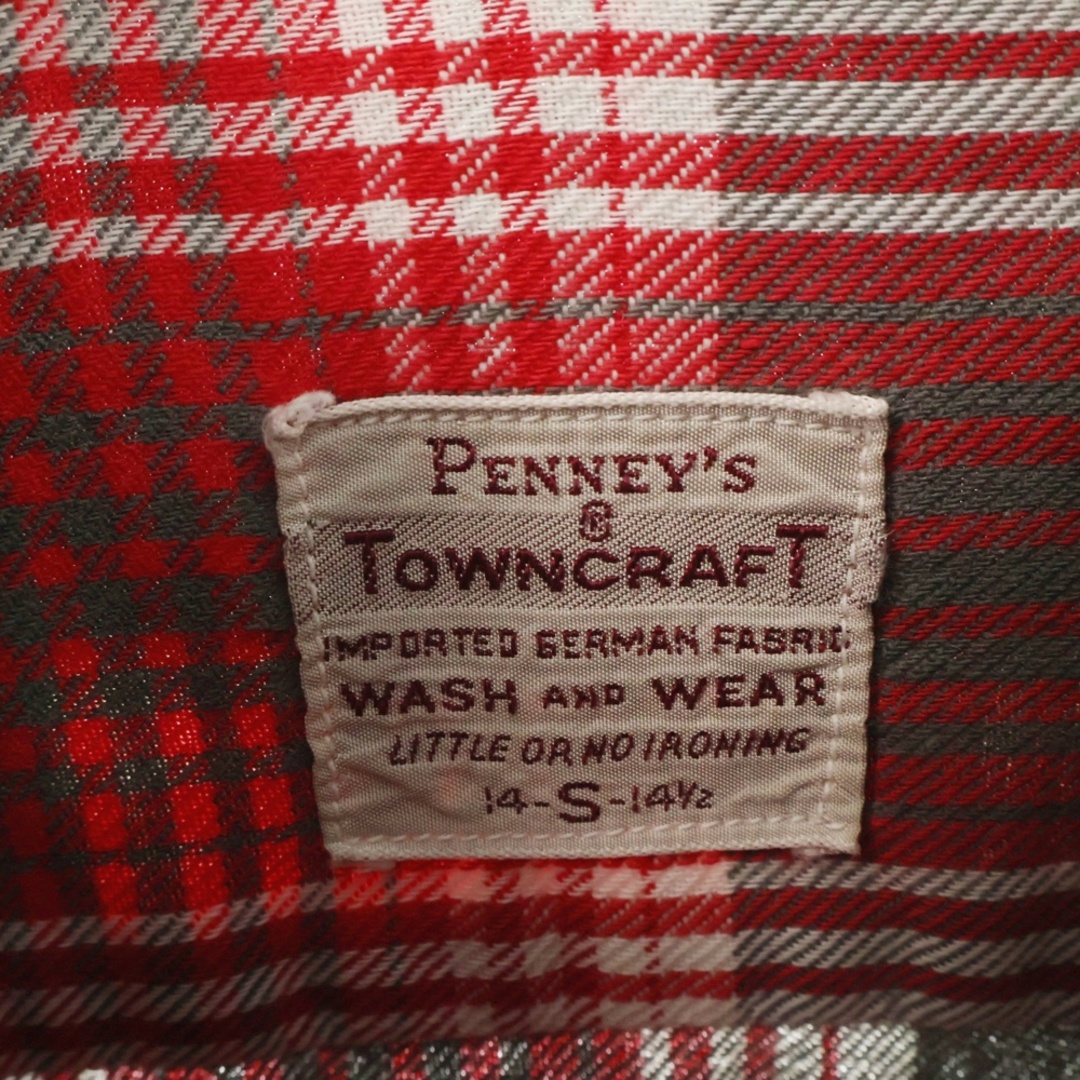 PENNEY'S
®
TOWNCRAFT
IMPORTED GERMAN FABRIC
WASH AND WEAR
LITTLE OR NO IRONING
14-S-14½